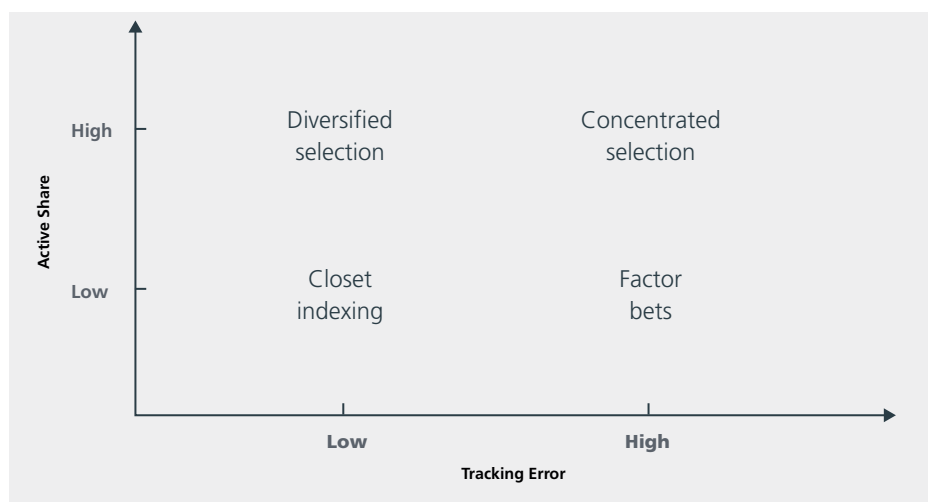 High
Diversified
selection
Concentrated
selection
Active Share
Low
Closet
indexing
Factor
bets
Low
High
Tracking Error